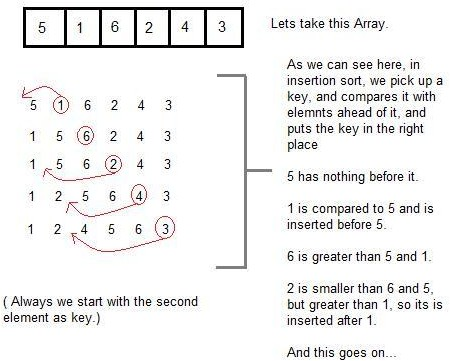 5 1 6 2 4 3
Lets take this Array.
As we can see here, in
insertion sort, we pick up a
key, and compares it with
elemnts ahead of it, and
puts the key in the right
place
5 has nothing before it.
1 is compared to 5 and is
inserted before 5.
6 is greater than 5 and 1.
2 is smaller than 6 and 5,
but greater than 1, so its is
inserted after 1.
And this goes on...
5 1 6 2 4 3
1 5 6 2 4 3
1 5 6 2 4 3
1 2 5 6 4 3
1 2 4 5 6 3
( Always we start with the second
element as key.)